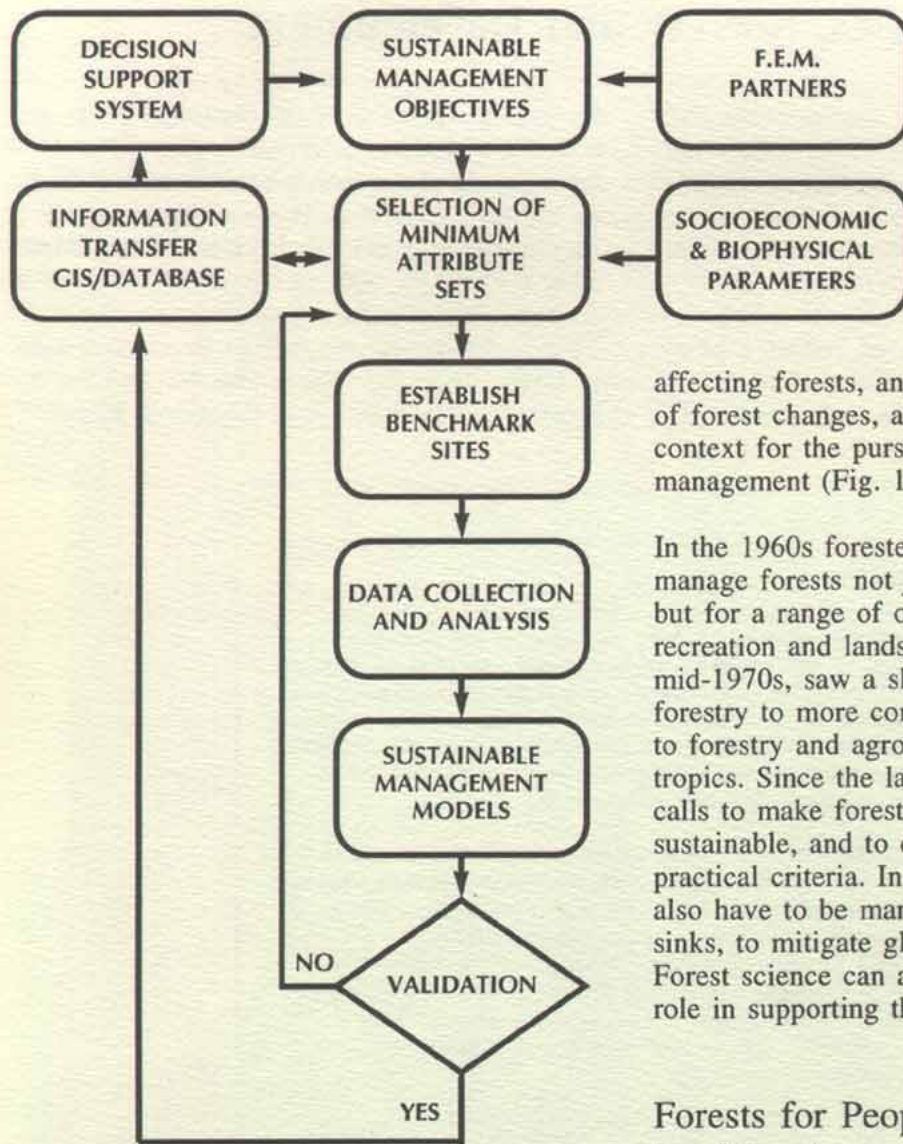 DECISION
SUPPORT
SYSTEM
SUSTAINABLE
MANAGEMENT
OBJECTIVES
F.E.M.
PARTNERS
INFORMATION
TRANSFER
GIS/DATABASE
SELECTION OF
MINIMUM
ATTRIBUTE
SETS
SOCIOECONOMIC
& BIOPHYSICAL
PARAMETERS
ESTABLISH
BENCHMARK
SITES
DATA COLLECTION
AND ANALYSIS
SUSTAINABLE
MANAGEMENT
MODELS
NO
VALIDATION
YES
affecting forests, an
of forest changes, a
context for the purs
management (Fig. 1
In the 1960s foreste
manage forests not
but for a range of o
recreation and lands
mid-1970s, saw a sl
forestry to more con
to forestry and agro
tropics. Since the la
calls to make forest
sustainable, and to
practical criteria. In
also have to be mar
sinks, to mitigate gl
Forest science can a
role in supporting th
Forests for Peop